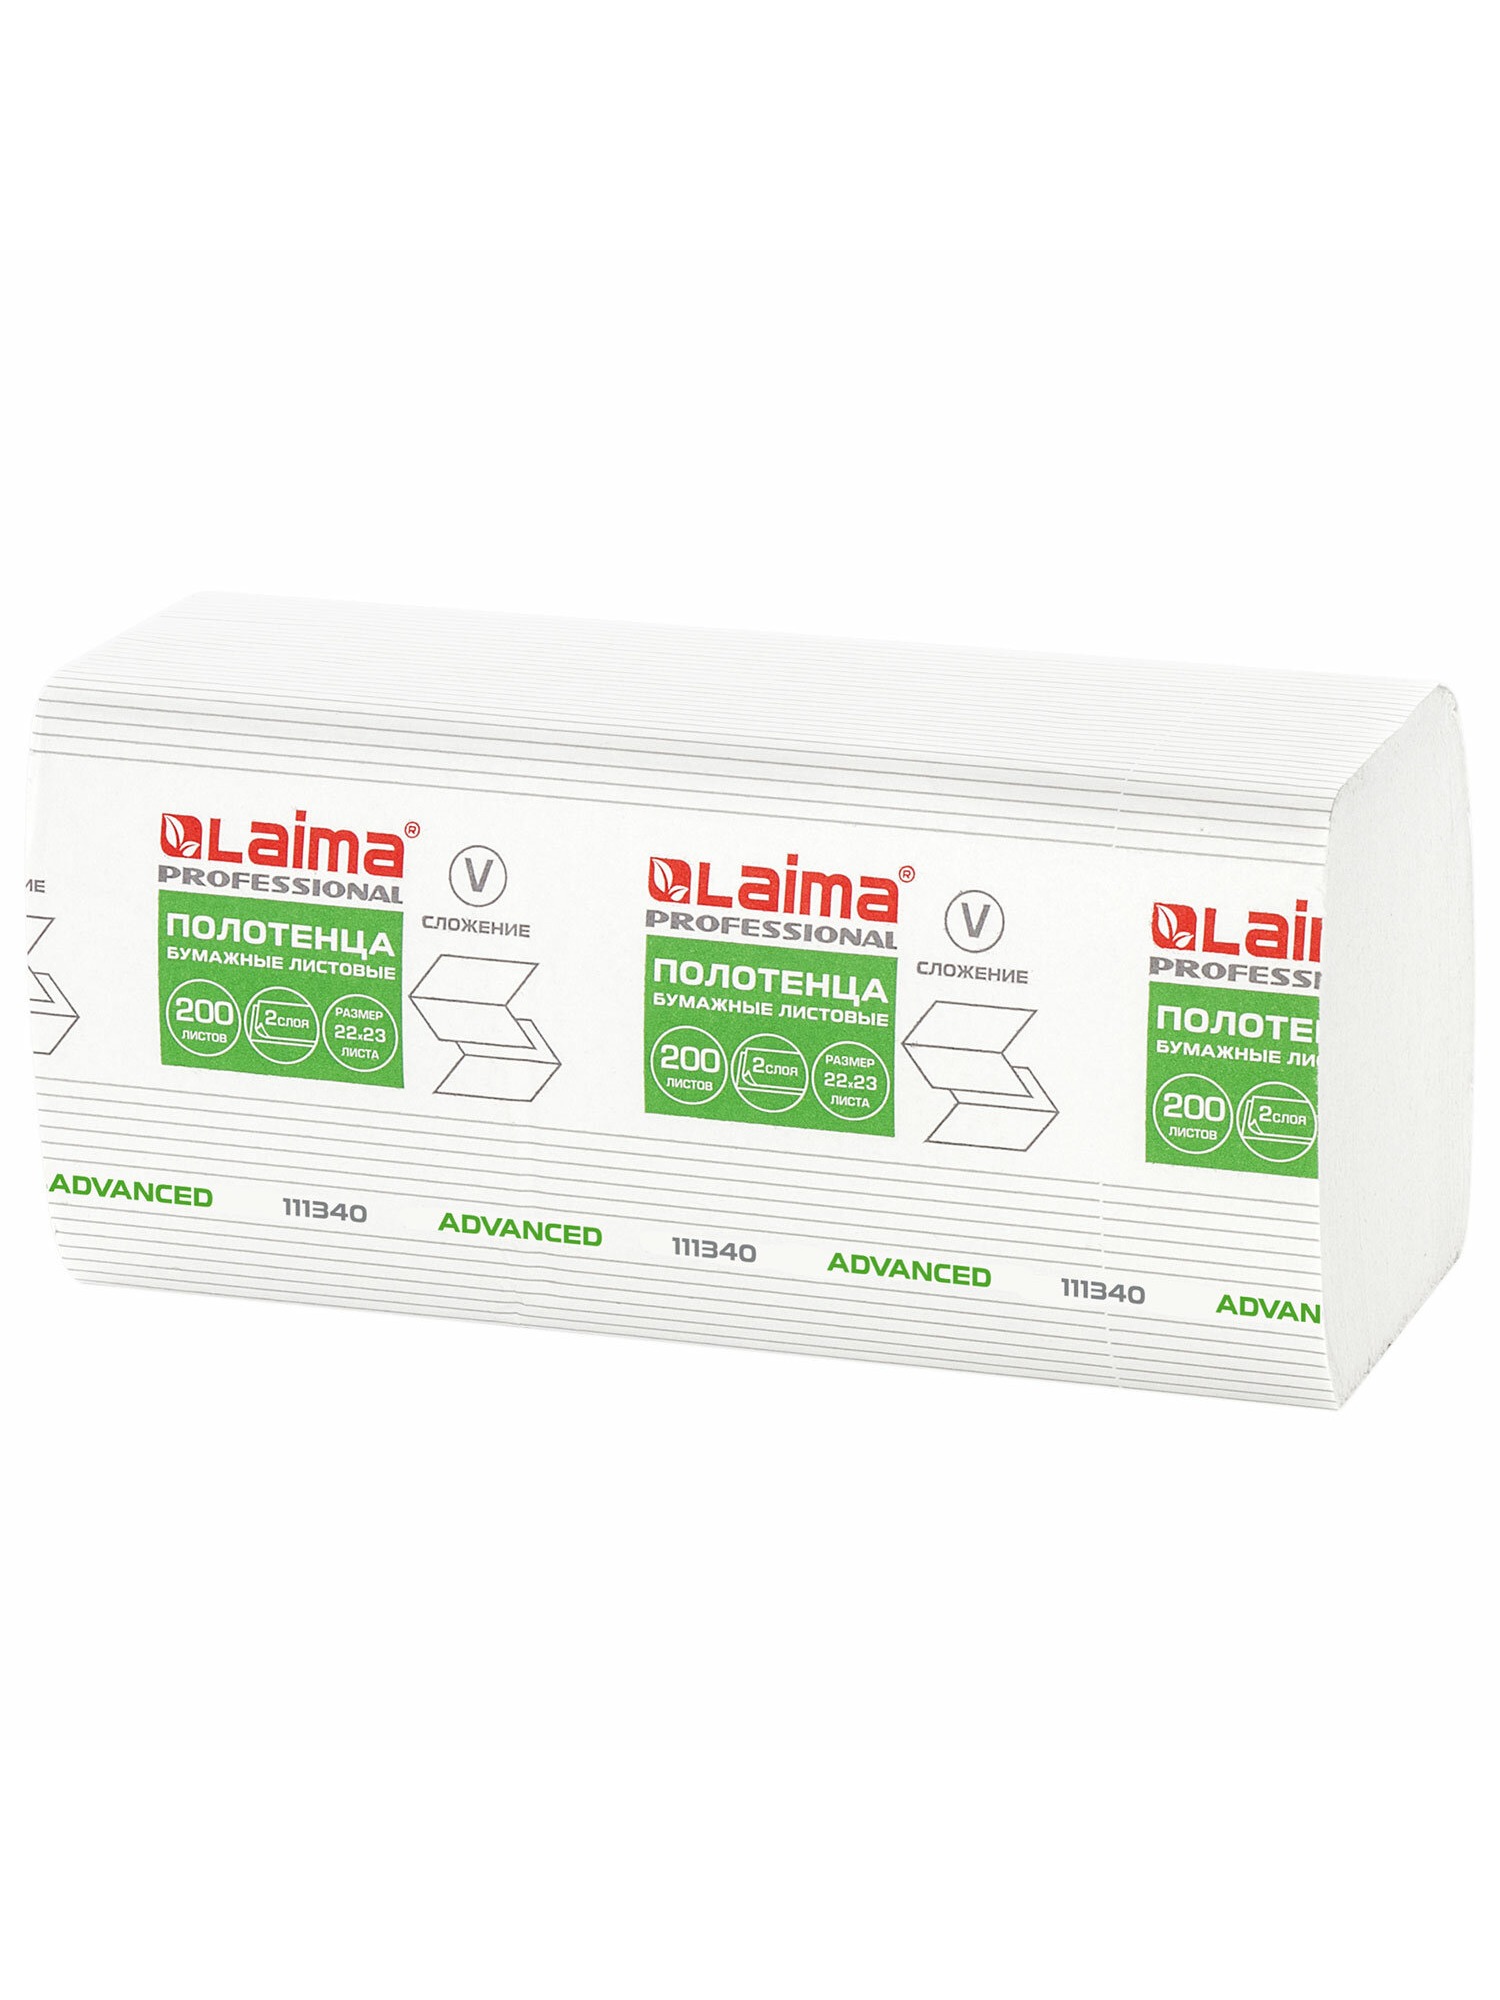 Laima®
PROFESSIONAL
ПОЛОТЕНЦА
БУМАЖНЫЕ ЛИСТОВЫЕ
200
ЛИСТОВ
2 СЛОЯ
РАЗМЕР
22x23
ЛИСТА
V
СЛОЖЕНИЕ
Laima®
PROFESSIONAL
ПОЛОТЕНЦА
БУМАЖНЫЕ ЛИСТОВЫЕ
200
ЛИСТОВ
2 СЛОЯ
РАЗМЕР
22x23
ЛИСТА
V
СЛОЖЕНИЕ
Lai
PROFESSI
ПОЛОТЕ
БУМАЖНЫЕ ЛИ
200
ЛИСТОВ
2 СЛОЯ
ИЕ
ADVANCED 111340 ADVANCED 111340 ADVANCED 111340 ADVAN